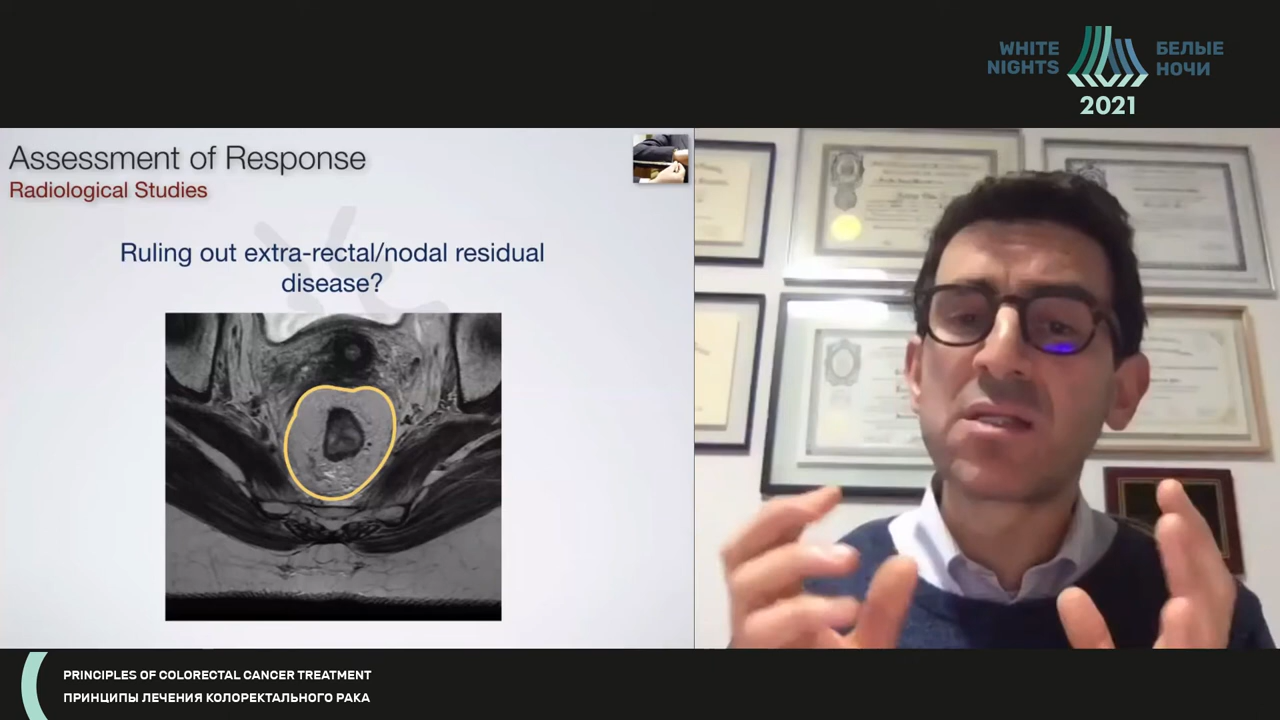 WHITE
NIGHTS
БЕЛЫЕ
НОЧИ
2021
Assessment of Response
Radiological Studies
Ruling out extra-rectal/nodal residual
disease?
PRINCIPLES OF COLORECTAL CANCER TREATMENT
ПРИНЦИПЫ ЛЕЧЕНИЯ КОЛОРЕКТАЛЬНОГО РАКА